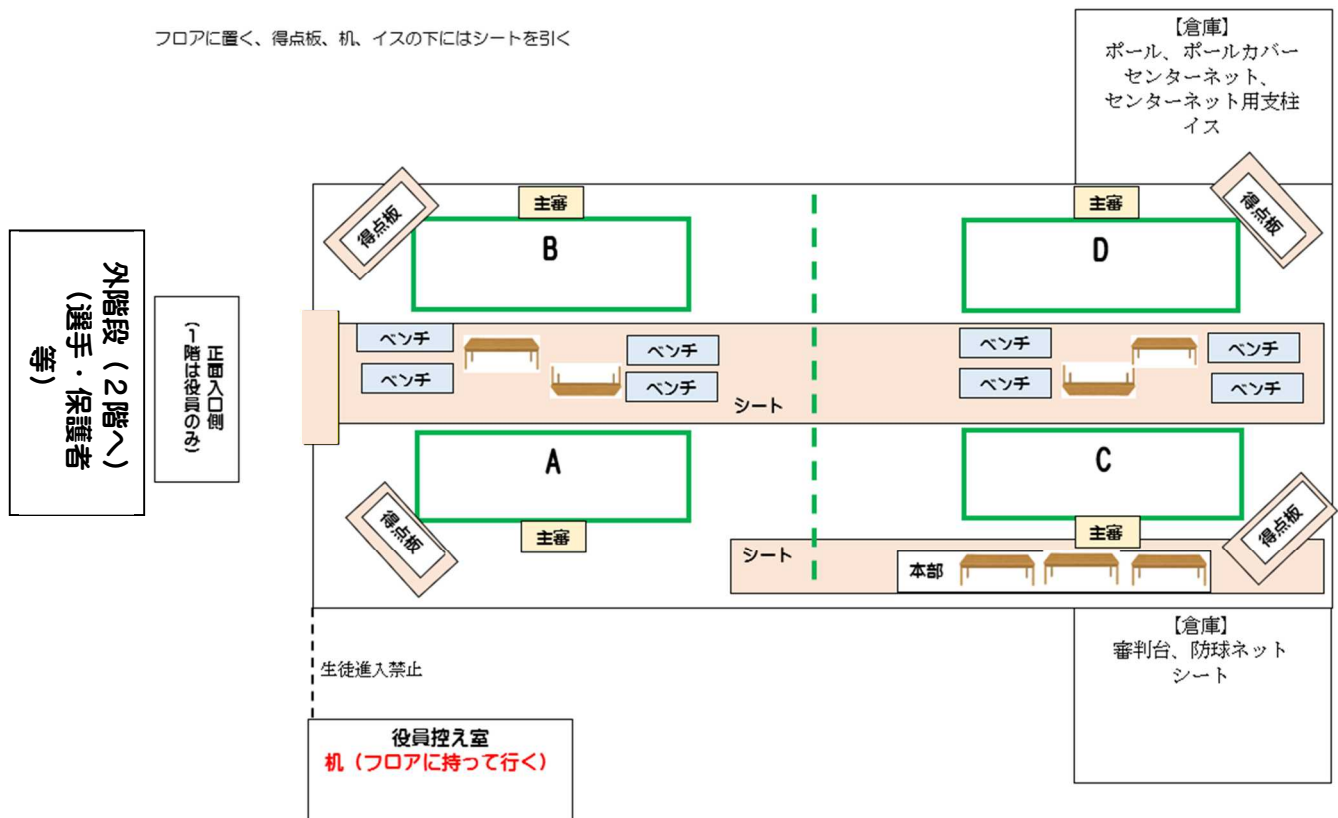 フロアに置く、得点板、机、イスの下にはシートを引く
【倉庫】
ポール、ポールカバー
センターネット、
センターネット用支柱
イス
外階段（２階へ）
（選手・保護者
等）
正面入口側
（１階は役員のみ）
得点板
主審
B
主審
D
得点板
ベンチ
ベンチ
ベンチ
ベンチ
シート
ベンチ
ベンチ
ベンチ
ベンチ
A
主審
得点板
C
主審
得点板
シート
本部
生徒進入禁止
役員控え室
机（フロアに持って行く）
【倉庫】
審判台、防球ネット
シート